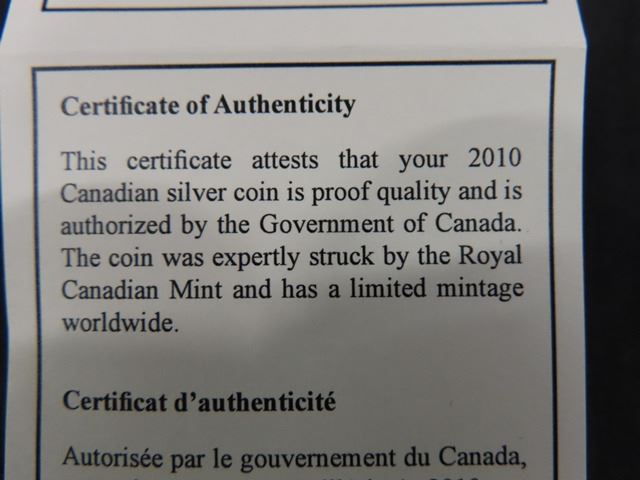 Certificate of Authenticity
This certificate attests that your 2010
Canadian silver coin is proof quality and is
authorized by the Government of Canada.
The coin was expertly struck by the Royal
Canadian Mint and has a limited mintage
worldwide.
Certificat d'authenticité
Autorisée par le gouvernement du Canada,